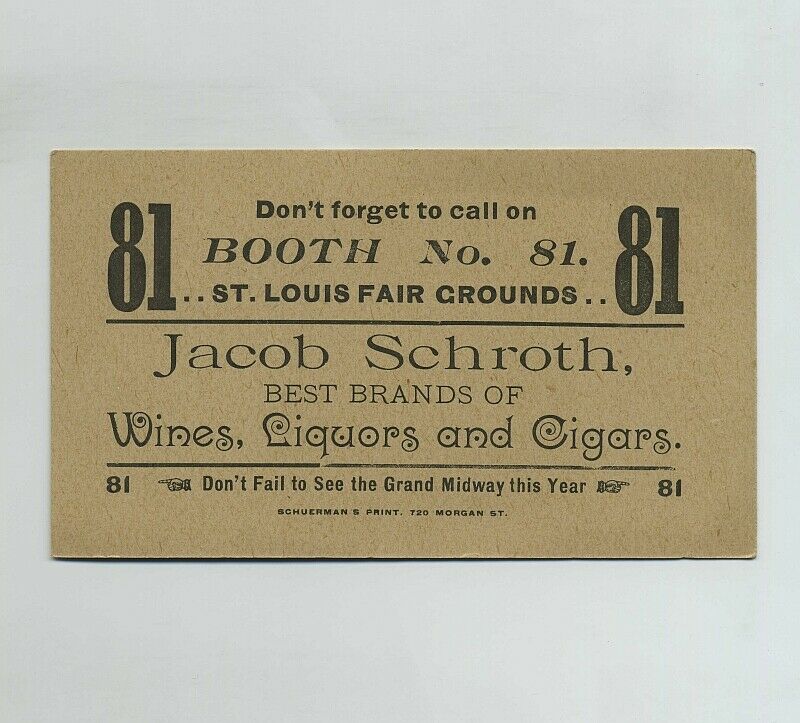 Don't forget to call on
81 BOOTH No. 81. 81
..ST. LOUIS FAIR GROUNDS..
Jacob Schroth,
BEST BRANDS OF
Wines, Liquors and Cigars.
81 Don't Fail to See the Grand Midway this Year 81
SCHUERMAN'S PRINT. 720 MORGAN ST.